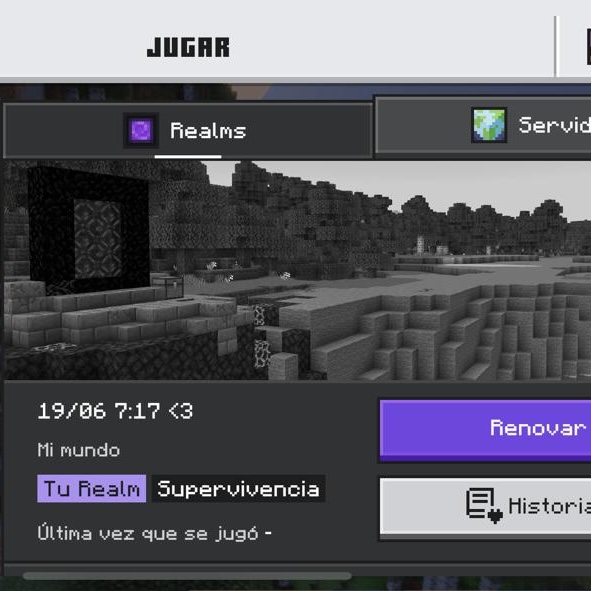 JUGAR
Realms
Servid
19/06 7:17 <3
Mi mundo
Tu Realm Supervivencia
Última vez que se jugó -
Renovar
Historia